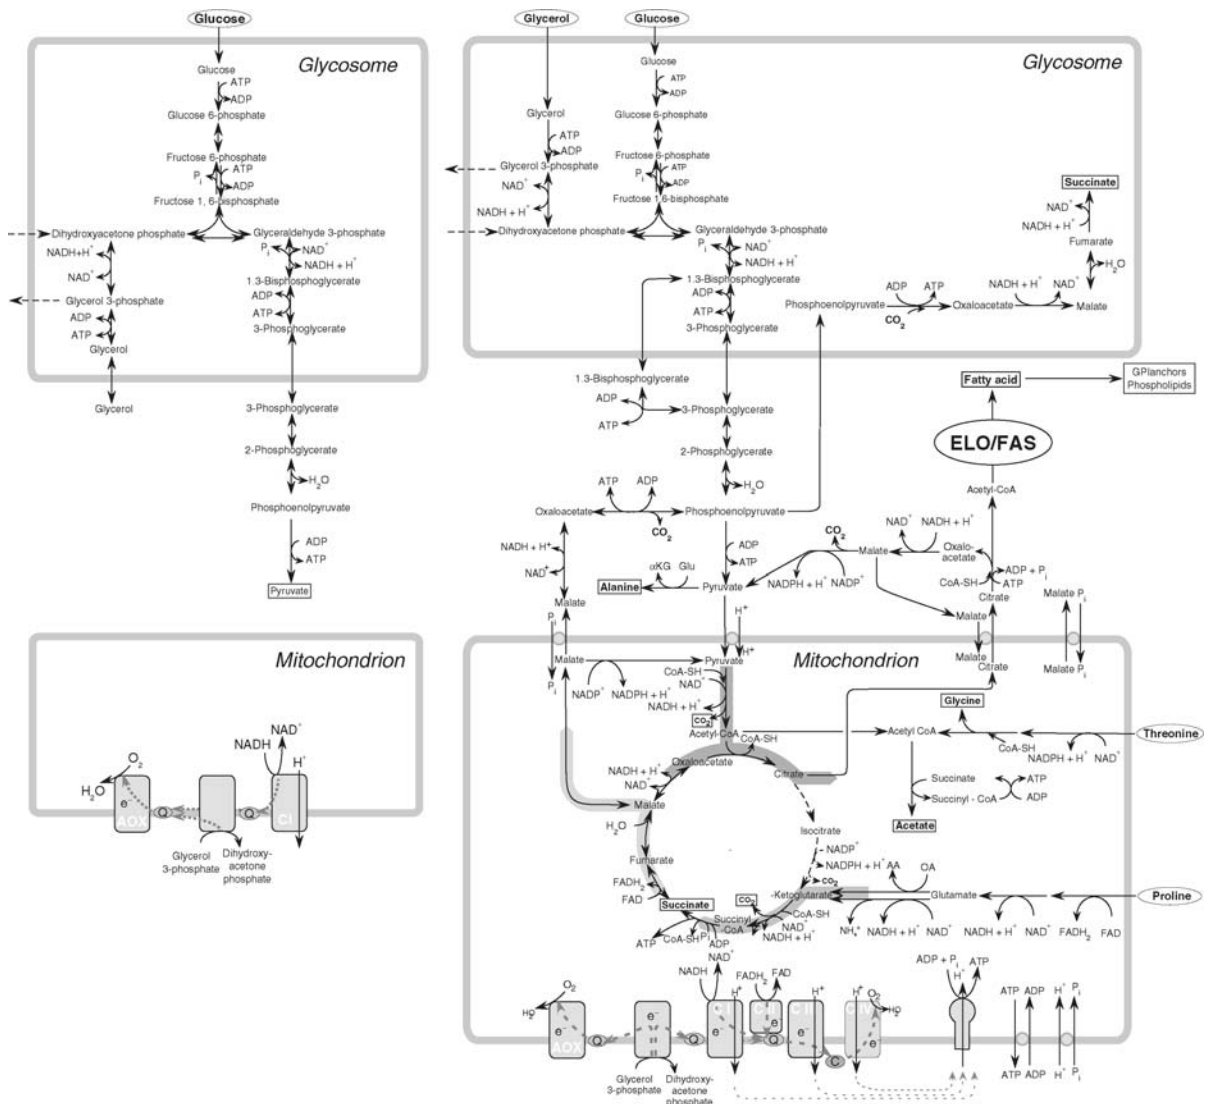 Glucose
Glycosome
Glucose
ATP
ADP
Glucose 6-phosphate
Fructose 6-phosphate
Pi
ATP
ADP
Fructose 1, 6-bisphosphate
Dihydroxyacetone phosphate
Glyceraldehyde 3-phosphate
NADH+H+
NAD+
Pi
NAD+
NADH + H+
1.3-Bisphosphoglycerate
Glycerol 3-phosphate
ADP
ATP
ADP
ATP
3-Phosphoglycerate
Glycerol
Glycerol
3-Phosphoglycerate
2-Phosphoglycerate
H2O
Phosphoenolpyruvate
ADP
ATP
Pyruvate
Mitochondrion
NAD+
NADH
H+
O2
H2O
e-
AOX
Q
Q
CI
Glycerol
3-phosphate
Dihydroxy-
acetone
phosphate
Glycerol
Glucose
Glycosome
Glucose
ATP
ADP
Glycerol
Glucose 6-phosphate
ATP
ADP
Fructose 6-phosphate
Glycerol 3-phosphate
Pi
ATP
ADP
NAD+
NADH + H+
Fructose 1,6-bisphosphate
Dihydroxyacetone phosphate
Glyceraldehyde 3-phosphate
Pi
NAD+
NADH + H+
1.3-Bisphosphoglycerate
ADP
ATP
3-Phosphoglycerate
Phosphoenolpyruvate
ADP
ATP
CO2
Oxaloacetate
NADH + H+
NAD+
Malate
H2O
Fumarate
NAD+
NADH + H+
Succinate
1.3-Bisphosphoglycerate
ADP
ATP
3-Phosphoglycerate
2-Phosphoglycerate
H2O
Fatty acid
GPlanchors
Phospholipids
ELO/FAS
Acetyl-CoA
ATP
ADP
Oxaloacetate
CO2
Phosphoenolpyruvate
NADH + H+
NAD+
ADP
ATP
Malate
αKG
Glu
Alanine
Pyruvate
CO2
NADPH + H+
NADP+
Malate
NAD+
NADH + H+
Oxalo-
acetate
ADP + Pi
CoA-SH
ATP
Citrate
Malate
Malate
Pi
Pi
Pi
H+
H+
Malate
Citrate
Malate
Pi
Mitochondrion
Malate
Pyruvate
NADP+
NADPH + H+
CoA-SH
NAD+
NADH + H+
CO2
Acetyl-CoA
CoA-SH
Oxaloacetate
Citrate
NADH + H+
NAD+
Malate
H2O
Fumarate
FADH2
FAD
Succinate
Isocitrate
NADP+
NADPH + H+
CO2
-Ketoglutarate
CoA-SH
NAD+
NADH + H+
CO2
Succinyl
-CoA
ATP
CoA-SH
Pi
ADP
Acetyl CoA
Glycine
CoA-SH
NADPH + H+
NAD+
Threonine
Succinate
Succinyl - CoA
ATP
ADP
Acetate
AA
OA
Glutamate
NH4+
NADH + H+
NAD+
NADH + H+
NAD+
FADH2
FAD
Proline
O2
H2O
e-
AOX
Q
e-
Q
NADH
NAD+
H+
C I
e-
FADH2
FAD
C II
e-
Q
H+
e-
C
H+
C IV
O2
H2O
e-
ADP + Pi
H+
ATP
ATP
ADP
H+
Pi
ATP
ADP
H+
Pi
Glycerol
3-phosphate
Dihydroxy-
acetone
phosphate